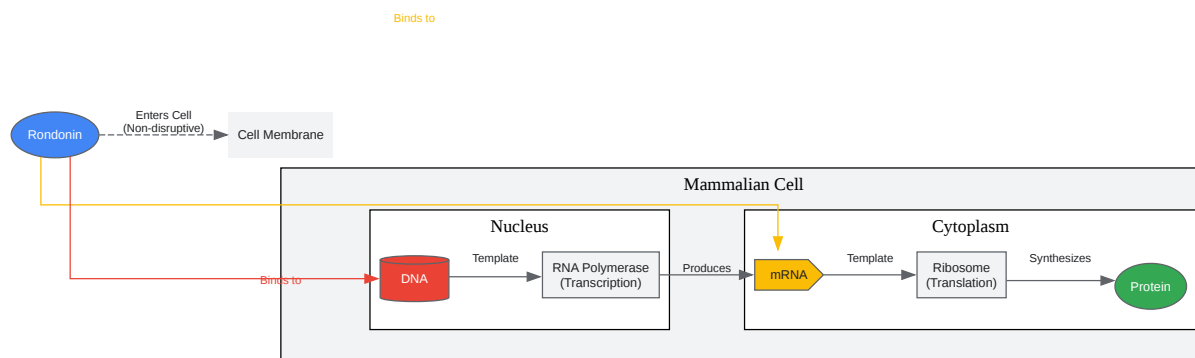 Binds to
Enters Cell
(Non-disruptive)
Rondonin
Cell Membrane
Mammalian Cell
Nucleus
Cytoplasm
Template
Template
Synthesizes
DNA
RNA Polymerase
(Transcription)
Produces
mRNA
Ribosome
(Translation)
Protein
Binds to